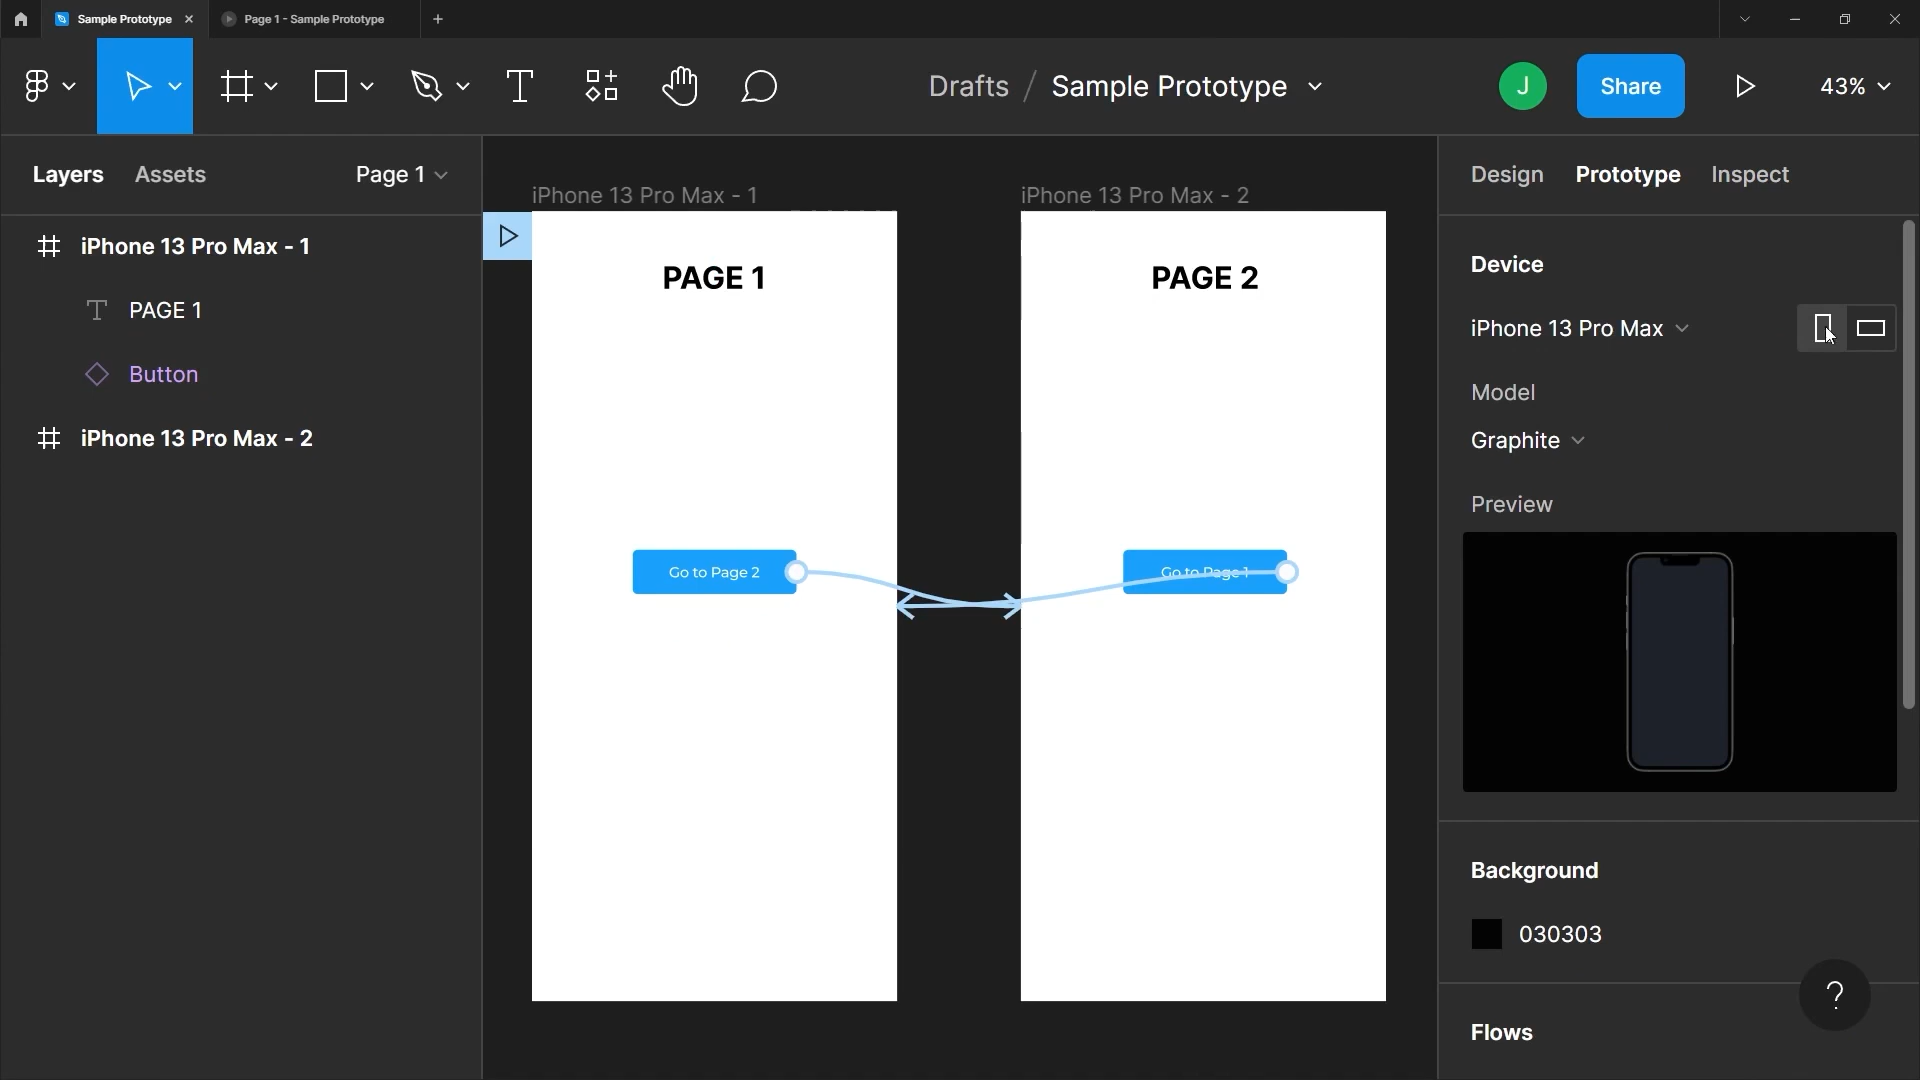 Sample Prototype
Page 1 - Sample Prototype
Drafts / Sample Prototype
J
Share
43%
Layers
Assets
Page 1
iPhone 13 Pro Max - 1
PAGE 1
Button
iPhone 13 Pro Max - 2
iPhone 13 Pro Max - 1
PAGE 1
Go to Page 2
iPhone 13 Pro Max - 2
PAGE 2
Go to Page 1
Design
Prototype
Inspect
Device
iPhone 13 Pro Max
Model
Graphite
Preview
Background
030303
Flows
?